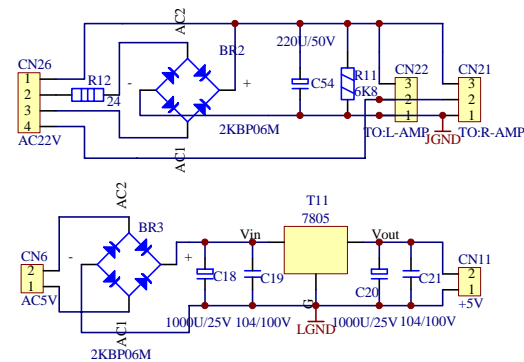 AC2
CN26
1
2
3
4
AC22V
R12
24
-
BR2
+
2KBP06M
AC1
220U/50V
C54
R11
6K8
CN22
3
2
1
TO:L-AMP
CN21
3
2
1
TO:R-AMP
JGND
AC2
CN6
2
1
AC5V
-
BR3
+
2KBP06M
AC1
Vin
T11
7805
G
Vout
C18
1000U/25V
C19
104/100V
LGND
C20
1000U/25V
C21
104/100V
CN11
2
1
+5V